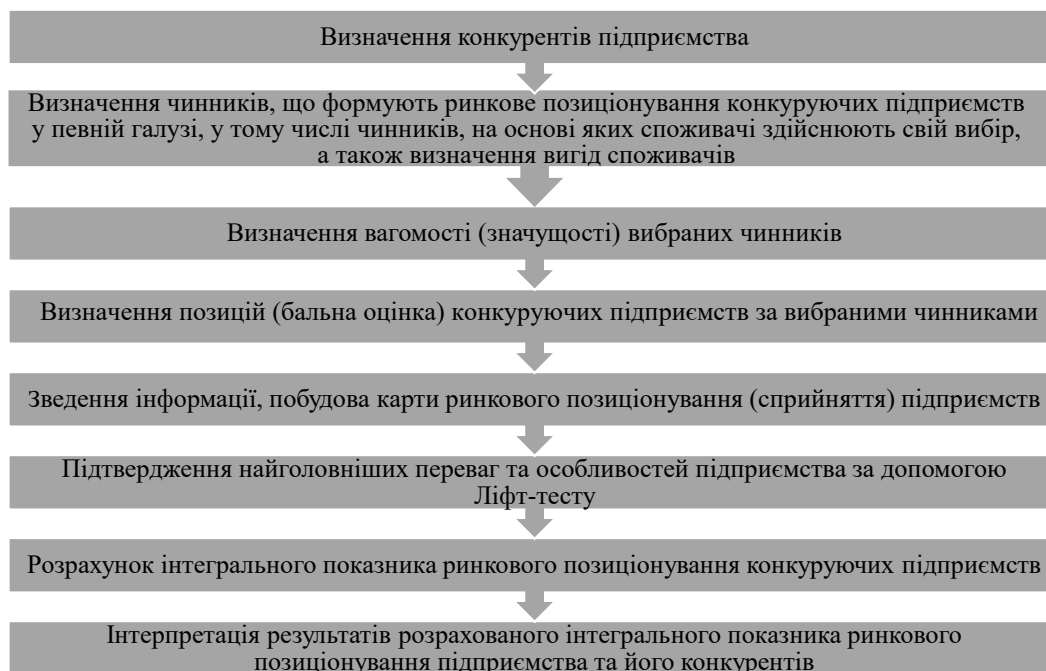 Визначення конкурентів підприємства
Визначення чинників, що формують ринкове позиціонування конкуруючих підприємств
у певній галузі, у тому числі чинників, на основі яких споживачі здійснюють свій вибір,
а також визначення вигід споживачів
Визначення вагомості (значущості) вибраних чинників
Визначення позицій (бальна оцінка) конкуруючих підприємств за вибраними чинниками
Зведення інформації, побудова карти ринкового позиціонування (сприйняття) підприємств
Підтвердження найголовніших переваг та особливостей підприємства за допомогою
Ліфт-тесту
Розрахунок інтегрального показника ринкового позиціонування конкуруючих підприємств
Інтерпретація результатів розрахованого інтегрального показника ринкового
позиціонування підприємства та його конкурентів